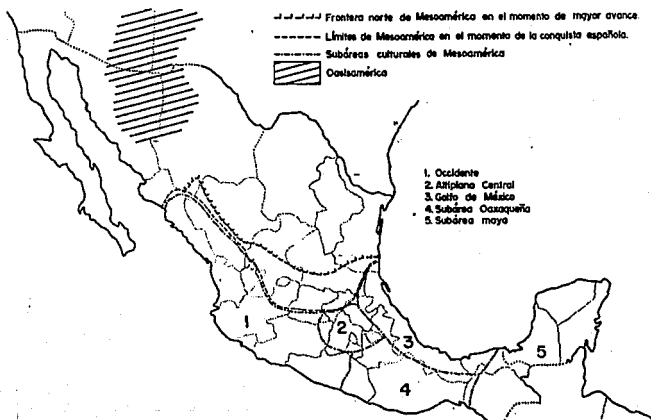 Frontera norte de Mesoamérica en el momento de mayor avance.
Límites de Mesoamérica en el momento de la conquista española.
Subáreas culturales de Mesoamérica
Oasisamérica
1. Occidente
2. Altiplano Central
3. Golfo de México
4. Subárea Oaxaqueña
5. Subárea maya
1
2
3
4
5